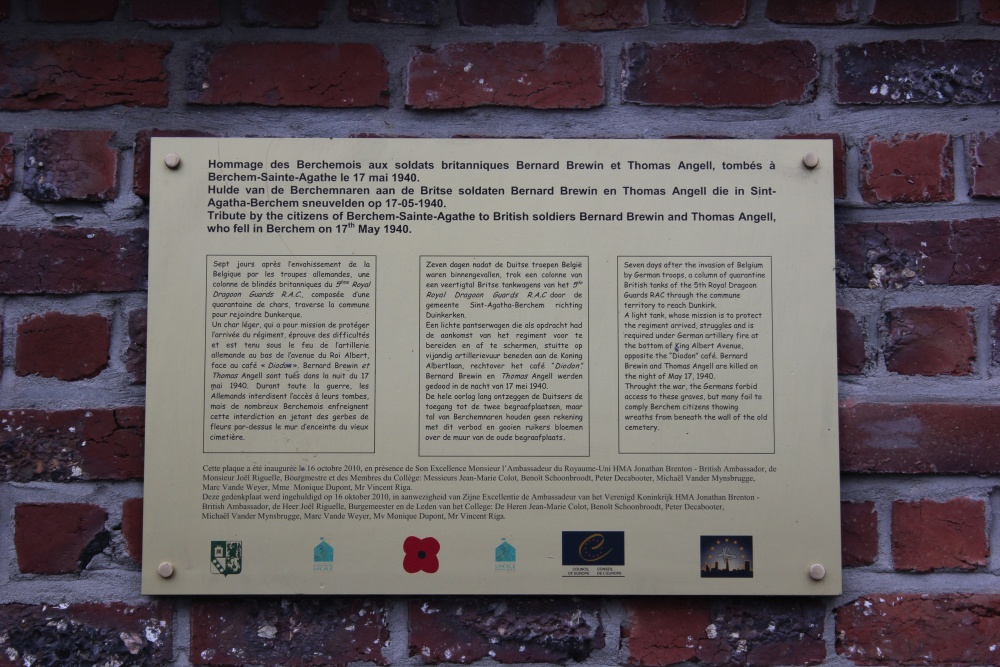 Hommage des Berchemois aux soldats britanniques Bernard Brewin et Thomas Angell, tombés à
Berchem-Sainte-Agathe le 17 mai 1940.
Hulde van de Berchemnaren aan de Britse soldaten Bernard Brewin en Thomas Angell die in Sint-
Agatha-Berchem sneuvelden op 17-05-1940.
Tribute by the citizens of Berchem-Sainte-Agathe to British soldiers Bernard Brewin and Thomas Angell,
who fell in Berchem on 17th May 1940.
Sept jours après l'envahissement de la
Belgique par les troupes allemandes, une
colonne de blindés britanniques du 5ème Royal
Dragoon Guards R.A.C., composée d'une
quarantaine de chars, traverse la commune
pour rejoindre Dunkerque.
Un char léger, qui a pour mission de protéger
l'arrivée du régiment, éprouve des difficultés
et est tenu sous le feu de l'artillerie
allemande au bas de l'avenue du Roi Albert,
face au café « Diadon ». Bernard Brewin et
Thomas Angell sont tués dans la nuit du 17
mai 1940. Durant toute la guerre, les
Allemands interdisent l'accès à leurs tombes,
mais de nombreux Berchemois enfreignent
cette interdiction en jetant des gerbes de
fleurs par-dessus le mur d'enceinte du vieux
cimetière.
Zeven dagen nadat de Duitse troepen België
waren binnengevallen, trok een colonne van
een veertigtal Britse tankwagens van het 5de
Royal Dragoon Guards R.A.C door de
gemeente Sint-Agatha-Berchem richting
Duinkerken.
Een lichte pantserwagen die als opdracht had
de aankomst van het regiment voor te
bereiden en af te schermen, stuitte op
vijandig artillerievuur beneden aan de Koning
Albertlaan, rechtover het café "Diodon".
Bernard Brewin en Thomas Angell werden
gedood in de nacht van 17 mei 1940.
De hele oorlog lang ontzeggen de Duitsers de
toegang tot de twee begraafplaatsen, maar
tal van Berchemnaren houden geen rekening
met dit verbod en gooien ruikers bloemen
over de muur van de oude begraafplaats.
Seven days after the invasion of Belgium
by German troops, a column of quarantine
British tanks of the 5th Royal Dragoon
Guards RAC through the commune
territory to reach Dunkirk.
A light tank, whose mission is to protect
the regiment arrived, struggles and is
required under German artillery fire at
the bottom of King Albert Avenue,
opposite the "Diodon" café. Bernard
Brewin and Thomas Angell are killed on
the night of May 17, 1940.
Throught the war, the Germans forbid
access to these graves, but many fail to
comply Berchem citizens thowing
wreaths from beneath the wall of the old
cemetery.
Cette plaque a été inaugurée le 16 octobre 2010, en présence de Son Excellence Monsieur l'Ambassadeur du Royaume-Uni HMA Jonathan Brenton - British Ambassador, de
Monsieur Joël Riguelle, Bourgmestre et des Membres du Collège: Messieurs Jean-Marie Colot, Benoît Schoonbroodt, Peter Decabooter, Michaël Vander Mynsbrugge,
Marc Vande Weyer, Mme Monique Dupont, Mr Vincent Riga.
Deze gedenkplaat werd ingehuldigd op 16 oktober 2010, in aanwezigheid van Zijne Excellentie de Ambassadeur van het Verenigd Koninkrijk HMA Jonathan Brenton -
British Ambassador, de Heer Joël Riguelle, Burgemeester en de Leden van het College: De Heren Jean-Marie Colot, Benoît Schoonbroodt, Peter Decabooter,
Michaël Vander Mynsbrugge, Marc Vande Weyer, Mv Monique Dupont, Mr Vincent Riga.
COUNCIL OF EUROPE CONSEIL DE L'EUROPE